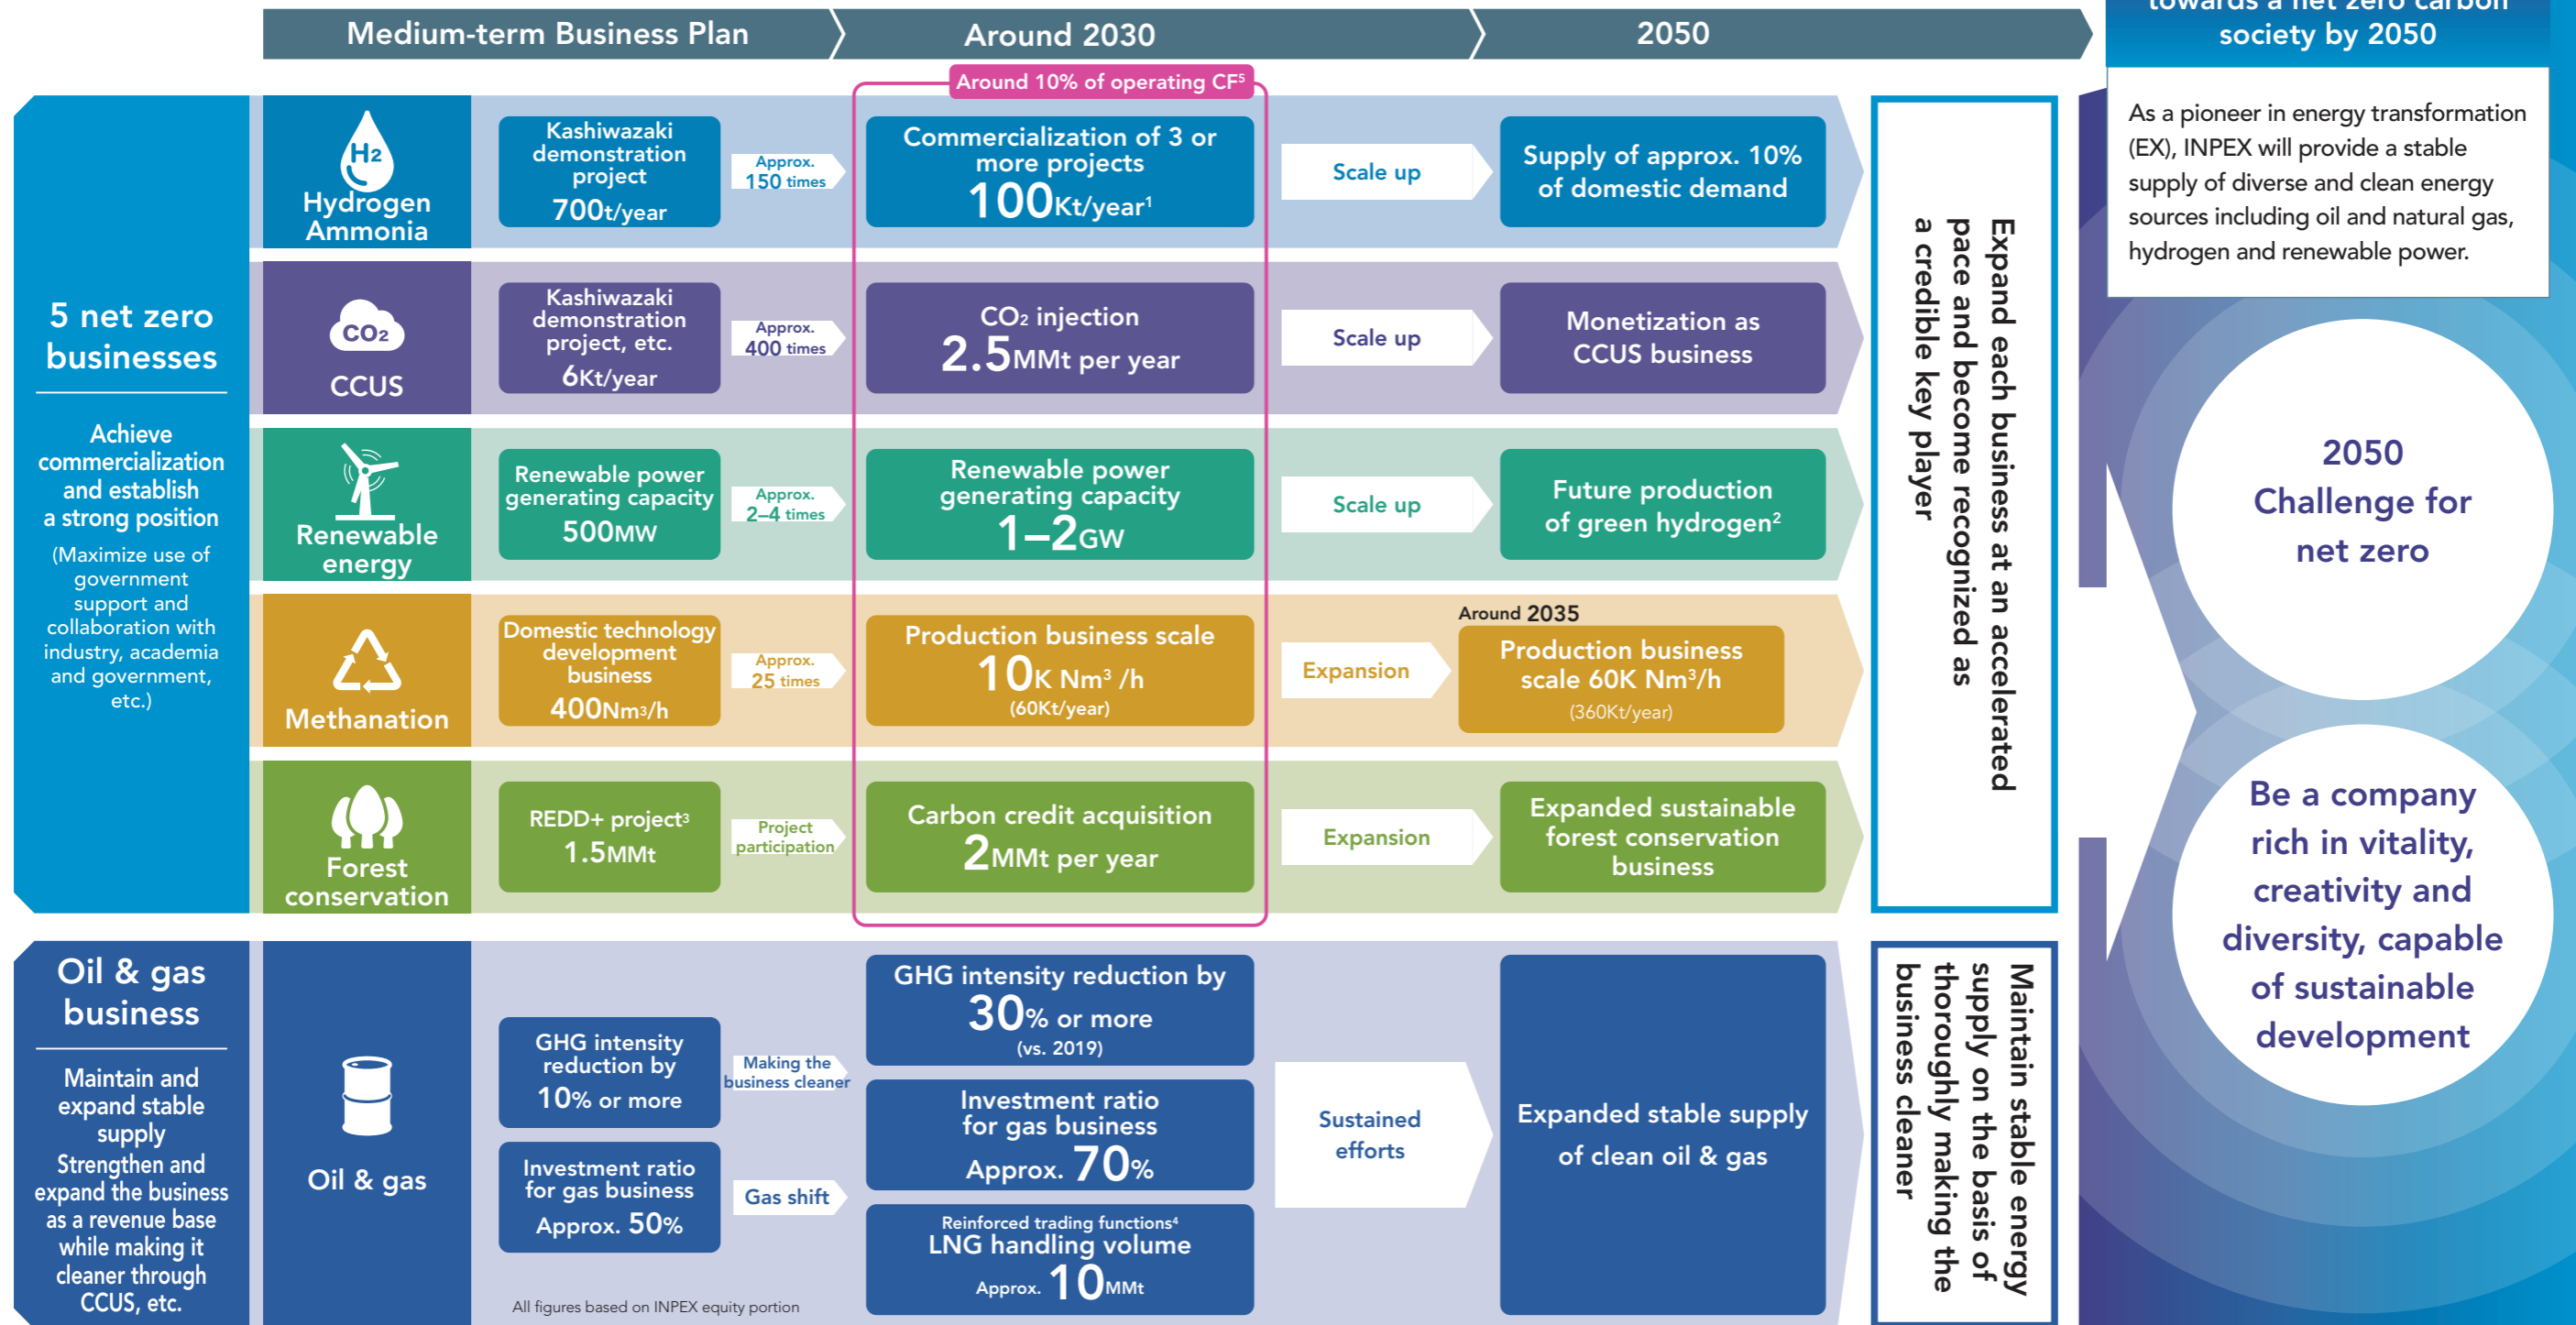 Medium-term Business Plan
Around 2030
2050
towards a net zero carbon
society by 2050
As a pioneer in energy transformation
(EX), INPEX will provide a stable
supply of diverse and clean energy
sources including oil and natural gas,
hydrogen and renewable power.
Around 10% of operating CF⁵
5 net zero
businesses
Achieve
commercialization
and establish
a strong position
(Maximize use of
government
support and
collaboration with
industry, academia
and government,
etc.)
H2
Hydrogen
Ammonia
Kashiwazaki
demonstration
project
700t/year
Approx.
150 times
Commercialization of 3 or
more projects
100Kt/year¹
Scale up
Supply of approx. 10%
of domestic demand
CO2
CCUS
Kashiwazaki
demonstration
project, etc.
6Kt/year
Approx.
400 times
CO₂ injection
2.5MMt per year
Scale up
Monetization as
CCUS business
Renewable
energy
Renewable power
generating capacity
500MW
Approx.
2–4 times
Renewable power
generating capacity
1–2GW
Scale up
Future production
of green hydrogen²
Methanation
Domestic technology
development
business
400Nm³/h
Approx.
25 times
Production business scale
10K Nm³ /h
(60Kt/year)
Expansion
Around 2035
Production business
scale 60K Nm³/h
(360Kt/year)
Forest
conservation
REDD+ project³
1.5MMt
Project
participation
Carbon credit acquisition
2MMt per year
Expansion
Expanded sustainable
forest conservation
business
Expand each business at an accelerated
pace and become recognized as
a credible key player
Oil & gas
business
Maintain and
expand stable
supply
Strengthen and
expand the business
as a revenue base
while making it
cleaner through
CCUS, etc.
Oil & gas
GHG intensity
reduction by
10% or more
Making the
business cleaner
GHG intensity reduction by
30% or more
(vs. 2019)
Investment ratio
for gas business
Approx. 50%
Gas shift
Investment ratio
for gas business
Approx. 70%
Reinforced trading functions⁴
LNG handling volume
Approx. 10MMt
Sustained
efforts
Expanded stable supply
of clean oil & gas
Maintain stable energy
supply on the basis of
thoroughly making the
business cleaner
All figures based on INPEX equity portion
2050
Challenge for
net zero
Be a company
rich in vitality,
creativity and
diversity, capable
of sustainable
development